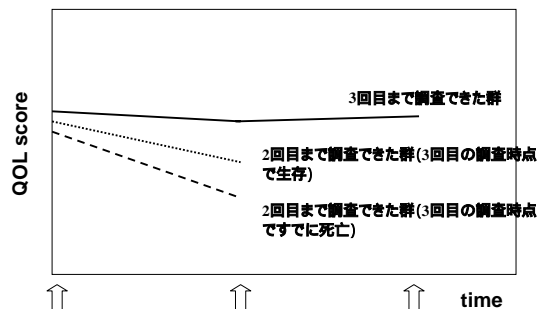 QOL score
3回目まで調査できた群
2回目まで調査できた群(3回目の調査時点
で生存)
2回目まで調査できた群(3回目の調査時点
ですでに死亡)
time